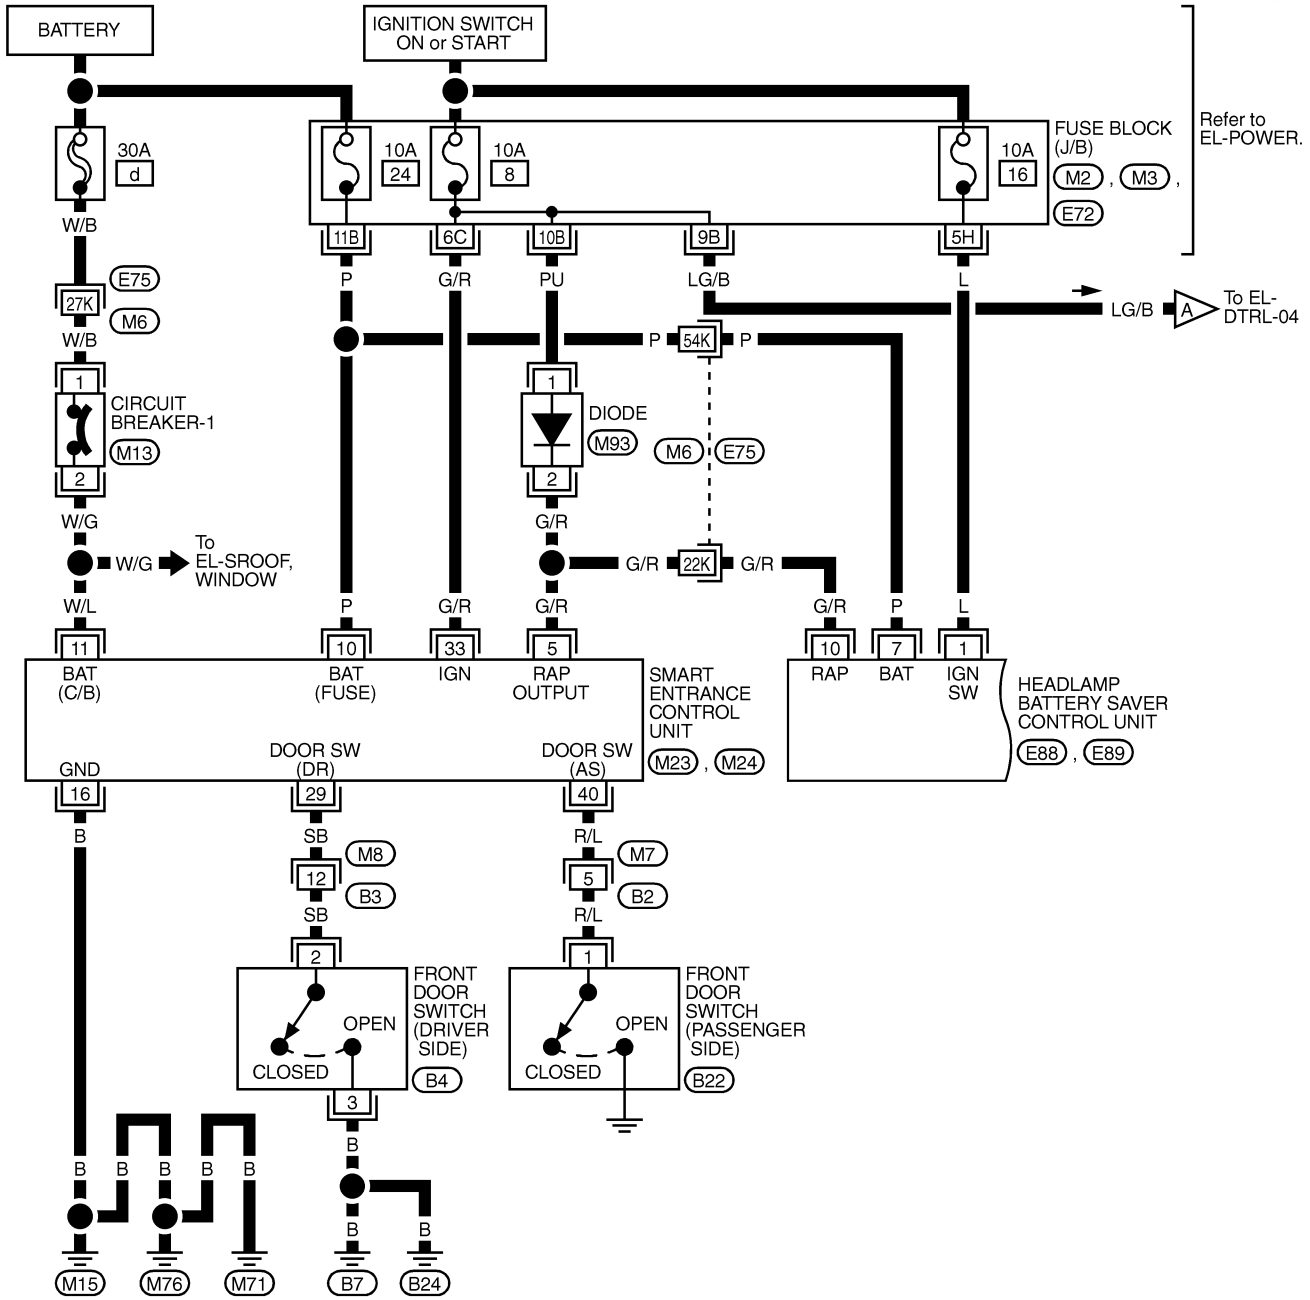 BATTERY
IGNITION SWITCH
ON or START
Refer to
EL-POWER.
30A
d
10A
24
10A
8
10A
16
FUSE BLOCK
(J/B)
M2 , M3 ,
E72
W/B
11B
6C
10B
9B
5H
E75
27K
M6
P
G/R
PU
LG/B
L
LG/B
A
To EL-
DTRL-04
W/B
P
54K
P
1
CIRCUIT
BREAKER-1
M13
2
1
DIODE
M93
2
M6
E75
W/G
G/R
W/G
To
EL-SROOF,
WINDOW
G/R
22K
G/R
W/L
P
G/R
G/R
G/R
P
L
11
10
33
5
10
7
1
BAT
(C/B)
BAT
(FUSE)
IGN
RAP
OUTPUT
SMART
ENTRANCE
CONTROL
UNIT
M23 , M24
RAP
BAT
IGN
SW
HEADLAMP
BATTERY SAVER
CONTROL UNIT
E88 , E89
GND
DOOR SW
(DR)
DOOR SW
(AS)
16
29
40
B
SB
R/L
M8
12
B3
M7
5
B2
SB
R/L
2
1
FRONT
DOOR
SWITCH
(DRIVER
SIDE)
B4
OPEN
CLOSED
FRONT
DOOR
SWITCH
(PASSENGER
SIDE)
B22
OPEN
CLOSED
3
B
B
B
B
B
B
B
B
M15
M76
M71
B7
B24